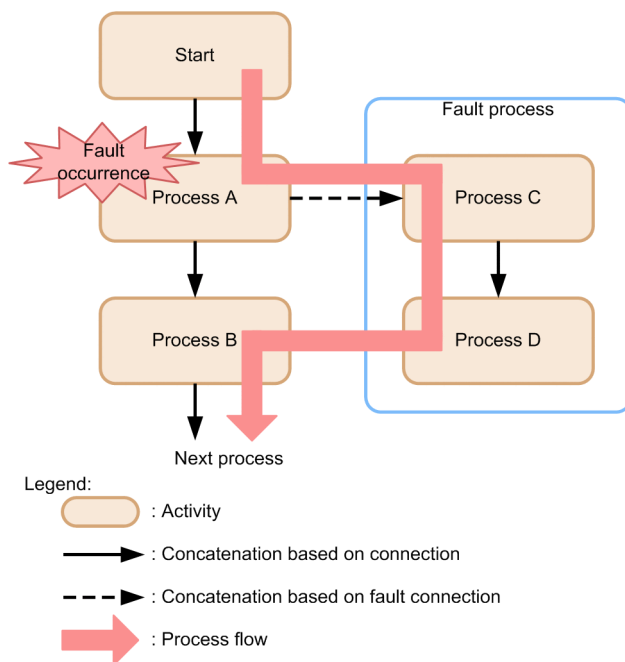 Start
Fault process
Fault
occurrence
Process A
Process C
Process B
Process D
Next process
Legend:
: Activity
: Concatenation based on connection
: Concatenation based on fault connection
: Process flow